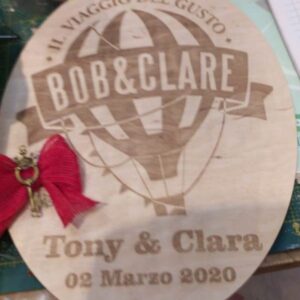 • IL VIAGGIO DEL GUSTO •
BOB&CLARE
Tony & Clara
02 Marzo 2020